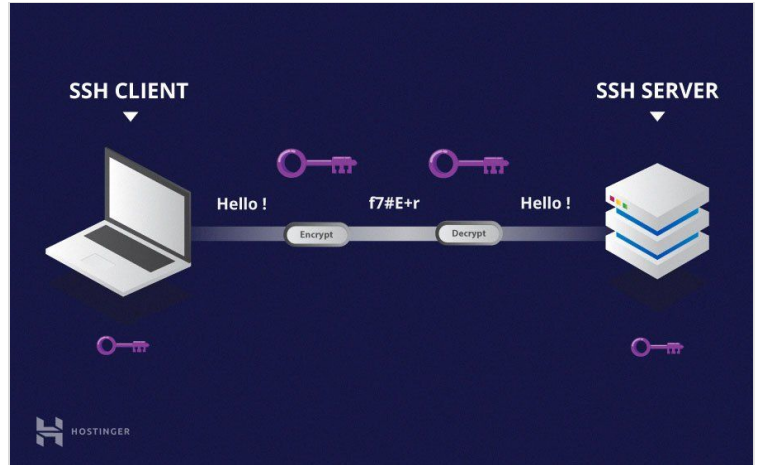 SSH CLIENT
SSH SERVER
Hello !
f7#E+r
Hello !
Encrypt
Decrypt
HOSTINGER